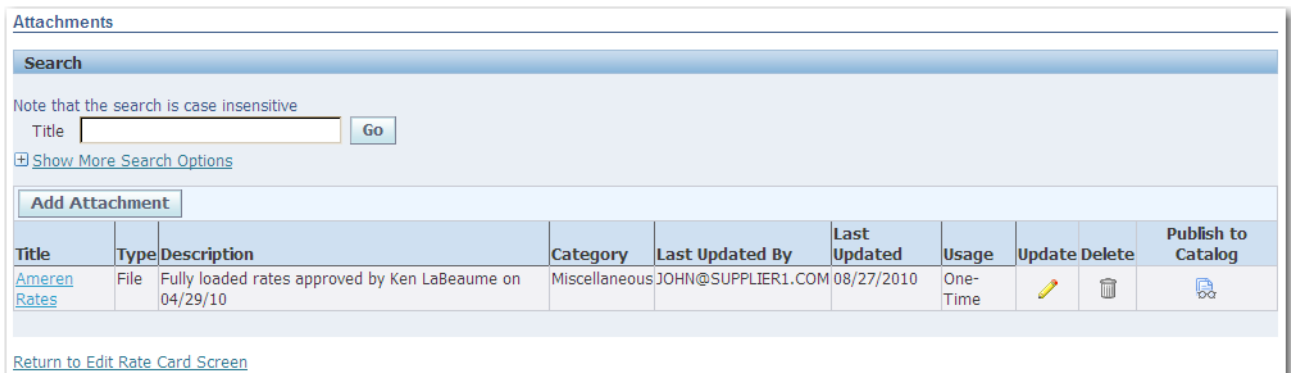 Attachments
Search
Note that the search is case insensitive
Title Go
Show More Search Options
Add Attachment
Title Type Description Category Last Updated By Last Updated Usage Update Delete Publish to Catalog
Ameren Rates File Fully loaded rates approved by Ken LaBeaume on 04/29/10 Miscellaneous JOHN@SUPPLIER1.COM 08/27/2010 One-Time
Return to Edit Rate Card Screen